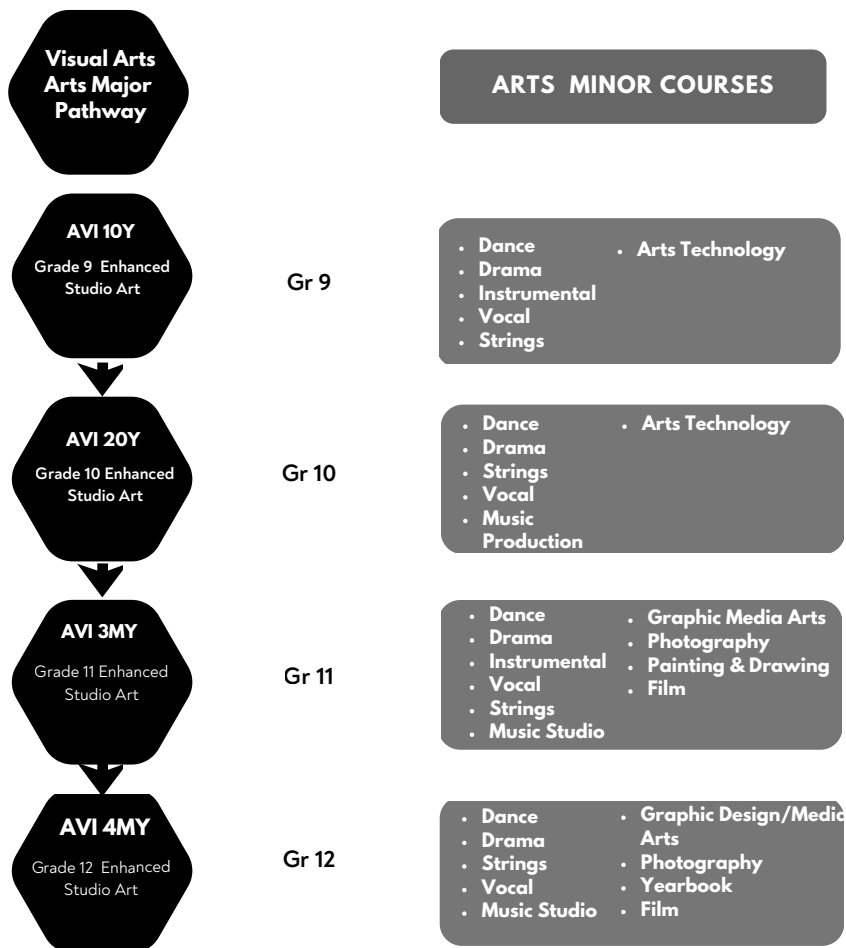 Visual Arts
Arts Major
Pathway
ARTS MINOR COURSES
AVI 10Y
Grade 9 Enhanced
Studio Art
Gr 9
• Dance
• Drama
• Instrumental
• Vocal
• Strings
• Arts Technology
AVI 20Y
Grade 10 Enhanced
Studio Art
Gr 10
• Dance
• Drama
• Strings
• Vocal
• Music
Production
• Arts Technology
AVI 3MY
Grade 11 Enhanced
Studio Art
Gr 11
• Dance
• Drama
• Instrumental
• Vocal
• Strings
• Music Studio
• Graphic Media Arts
• Photography
• Painting & Drawing
• Film
AVI 4MY
Grade 12 Enhanced
Studio Art
Gr 12
• Dance
• Drama
• Strings
• Vocal
• Music Studio
• Graphic Design/Media
Arts
• Photography
• Yearbook
• Film